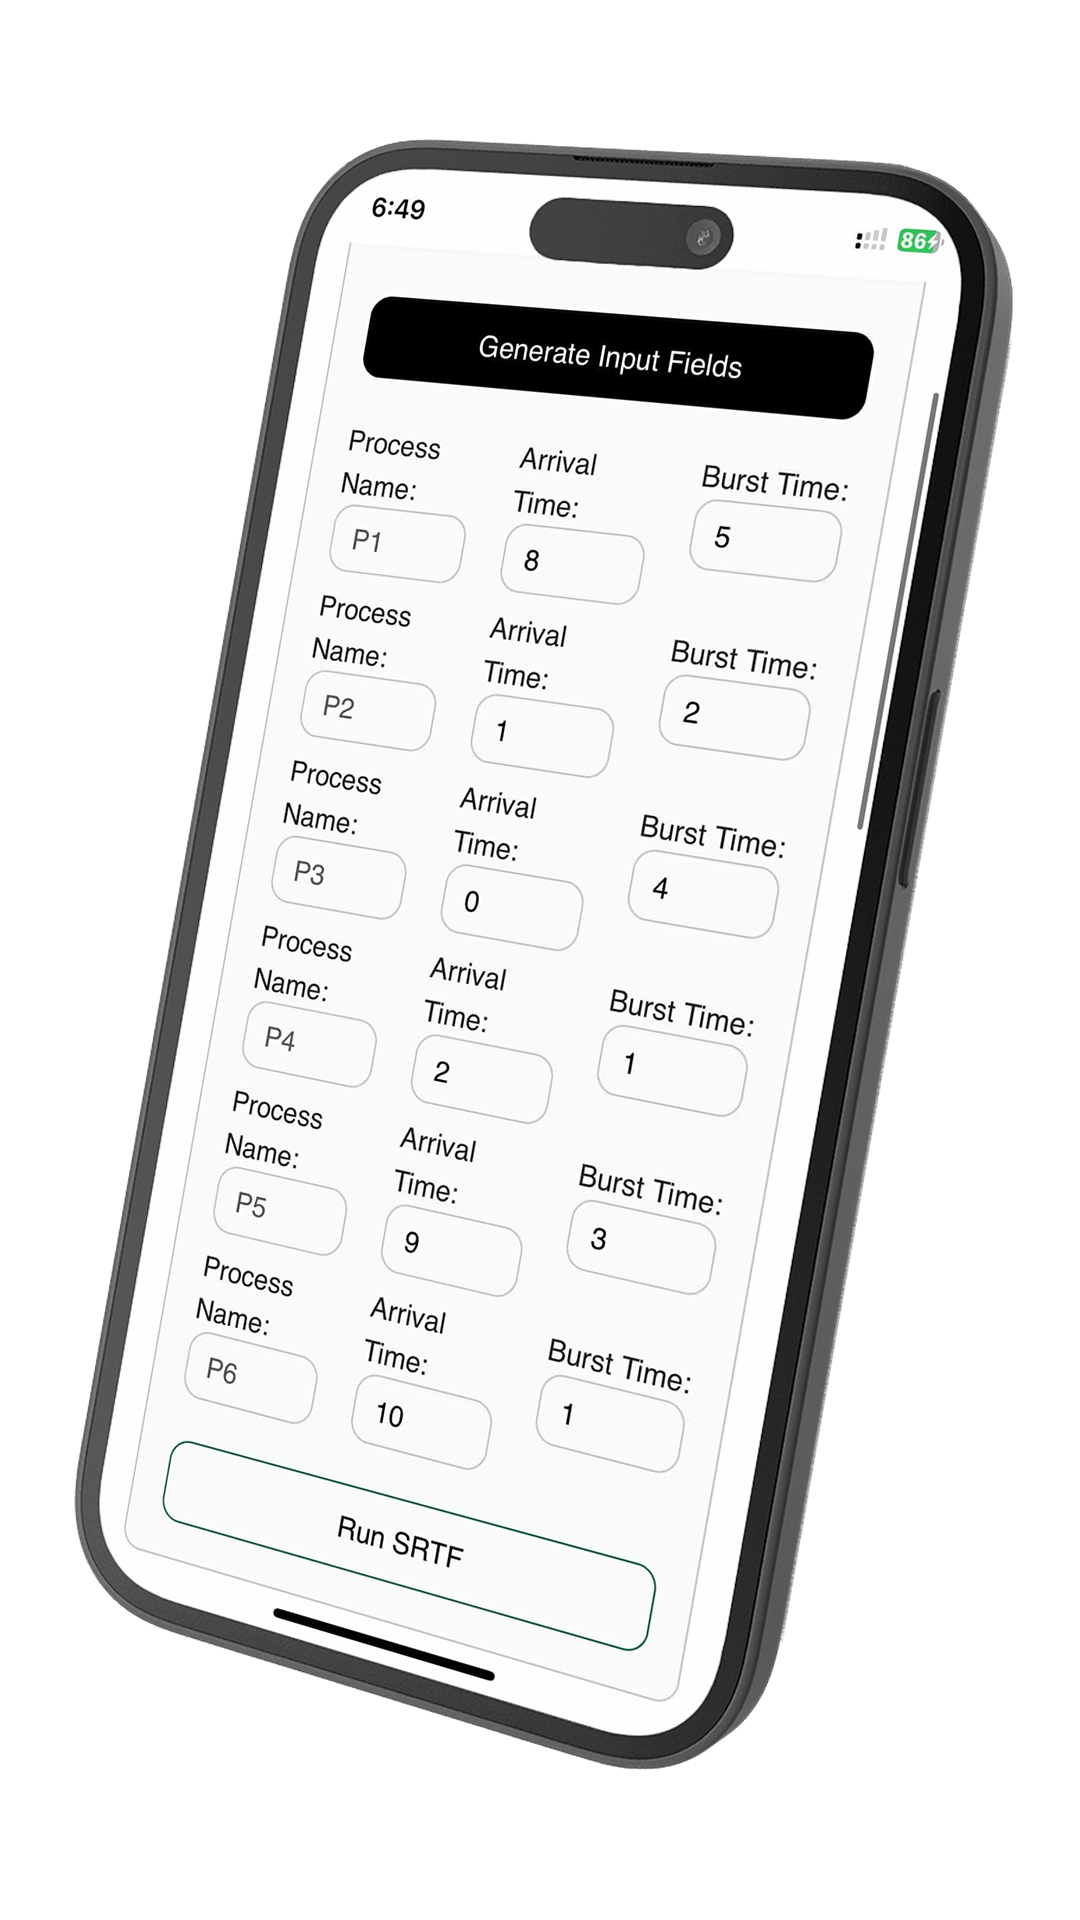 6:49
86
Generate Input Fields
Process
Name:
P1
Arrival
Time:
8
Burst Time:
5
Process
Name:
P2
Arrival
Time:
1
Burst Time:
2
Process
Name:
P3
Arrival
Time:
0
Burst Time:
4
Process
Name:
P4
Arrival
Time:
2
Burst Time:
1
Process
Name:
P5
Arrival
Time:
9
Burst Time:
3
Process
Name:
P6
Arrival
Time:
10
Burst Time:
1
Run SRTF